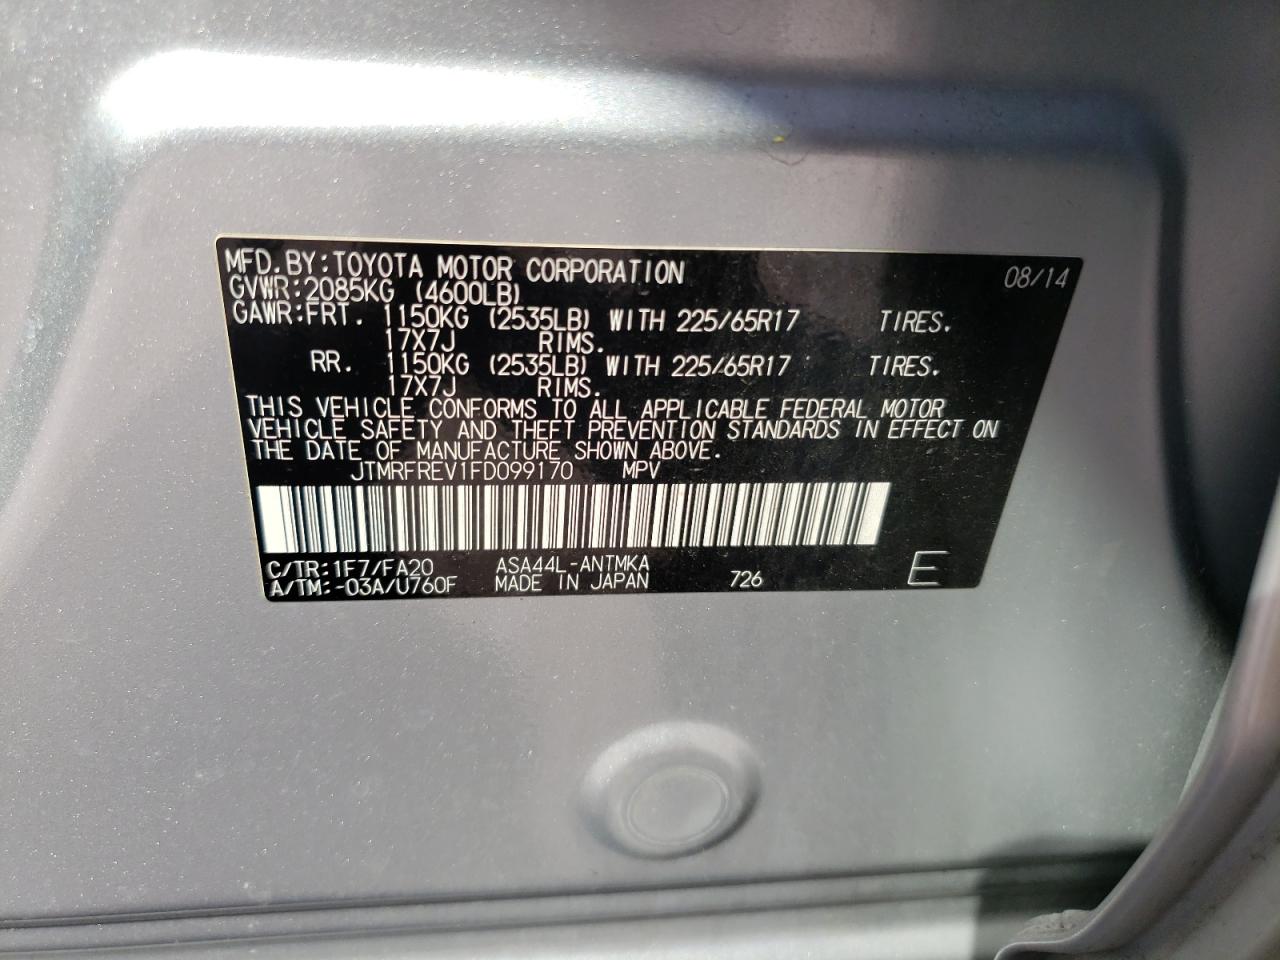 MFD.BY:TOYOTA MOTOR CORPORATION 08/14
GVWR:2085KG (4600LB)
GAWR:FRT. 1150KG (2535LB) WITH 225/65R17 TIRES.
17X7J RIMS.
RR. 1150KG (2535LB) WITH 225/65R17 TIRES.
17X7J RIMS.
THIS VEHICLE CONFORMS TO ALL APPLICABLE FEDERAL MOTOR
VEHICLE SAFETY AND THEFT PREVENTION STANDARDS IN EFFECT ON
THE DATE OF MANUFACTURE SHOWN ABOVE.
JTMRFREV1FD099170 MPV
C/TR:1F7/FA20 ASA44L-ANTMKA
A/TM:-03A/U760F MADE IN JAPAN 726 E